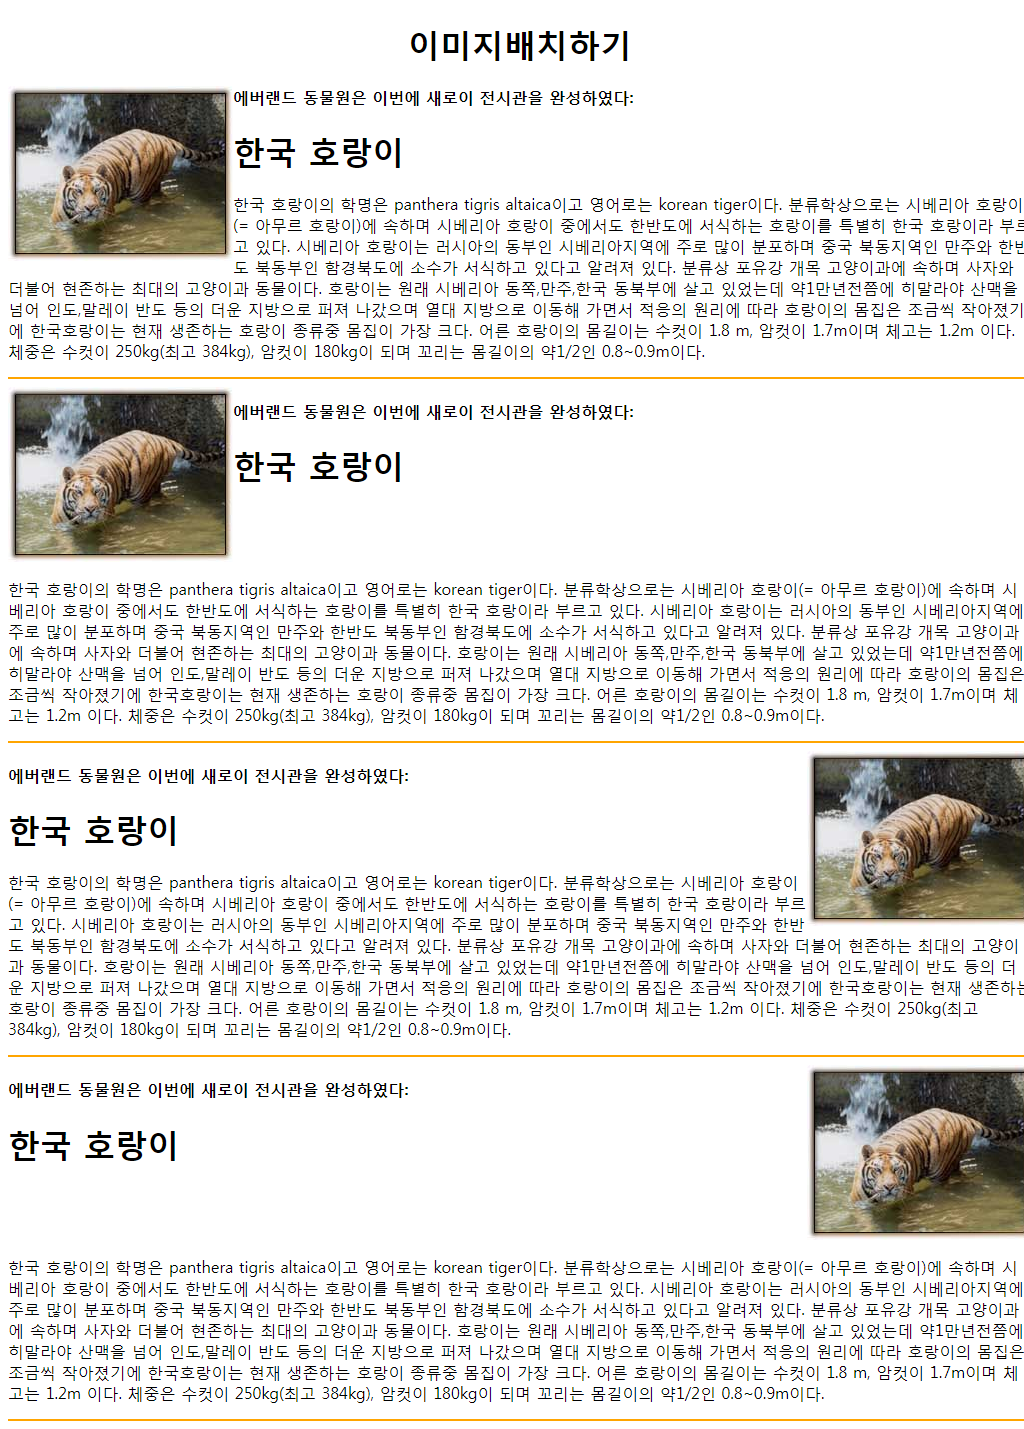 이미지배치하기
에버랜드 동물원은 이번에 새로이 전시관을 완성하였다:
한국 호랑이
한국 호랑이의 학명은 panthera tigris altaica이고 영어로는 korean tiger이다. 분류학상으로는 시베리아 호랑이
(= 아무르 호랑이)에 속하며 시베리아 호랑이 중에서도 한반도에 서식하는 호랑이를 특별히 한국 호랑이라 부르
고 있다. 시베리아 호랑이는 러시아의 동부인 시베리아지역에 주로 많이 분포하며 중국 북동지역인 만주와 한반
도 북동부인 함경북도에 소수가 서식하고 있다고 알려져 있다. 분류상 포유강 개목 고양이과에 속하며 사자와
더불어 현존하는 최대의 고양이과 동물이다. 호랑이는 원래 시베리아 동쪽,만주,한국 동북부에 살고 있었는데 약1만년전쯤에 히말라야 산맥을
넘어 인도,말레이 반도 등의 더운 지방으로 퍼져 나갔으며 열대 지방으로 이동해 가면서 적응의 원리에 따라 호랑이의 몸집은 조금씩 작아졌기
에 한국호랑이는 현재 생존하는 호랑이 종류중 몸집이 가장 크다. 어른 호랑이의 몸길이는 수컷이 1.8 m, 암컷이 1.7m이며 체고는 1.2m 이다.
체중은 수컷이 250kg(최고 384kg), 암컷이 180kg이 되며 꼬리는 몸길이의 약1/2인 0.8~0.9m이다.
에버랜드 동물원은 이번에 새로이 전시관을 완성하였다:
한국 호랑이
한국 호랑이의 학명은 panthera tigris altaica이고 영어로는 korean tiger이다. 분류학상으로는 시베리아 호랑이(= 아무르 호랑이)에 속하며 시
베리아 호랑이 중에서도 한반도에 서식하는 호랑이를 특별히 한국 호랑이라 부르고 있다. 시베리아 호랑이는 러시아의 동부인 시베리아지역에
주로 많이 분포하며 중국 북동지역인 만주와 한반도 북동부인 함경북도에 소수가 서식하고 있다고 알려져 있다. 분류상 포유강 개목 고양이과
에 속하며 사자와 더불어 현존하는 최대의 고양이과 동물이다. 호랑이는 원래 시베리아 동쪽,만주,한국 동북부에 살고 있었는데 약1만년전쯤에
히말라야 산맥을 넘어 인도,말레이 반도 등의 더운 지방으로 퍼져 나갔으며 열대 지방으로 이동해 가면서 적응의 원리에 따라 호랑이의 몸집은
조금씩 작아졌기에 한국호랑이는 현재 생존하는 호랑이 종류중 몸집이 가장 크다. 어른 호랑이의 몸길이는 수컷이 1.8 m, 암컷이 1.7m이며 체
고는 1.2m 이다. 체중은 수컷이 250kg(최고 384kg), 암컷이 180kg이 되며 꼬리는 몸길이의 약1/2인 0.8~0.9m이다.
에버랜드 동물원은 이번에 새로이 전시관을 완성하였다:
한국 호랑이
한국 호랑이의 학명은 panthera tigris altaica이고 영어로는 korean tiger이다. 분류학상으로는 시베리아 호랑이
(= 아무르 호랑이)에 속하며 시베리아 호랑이 중에서도 한반도에 서식하는 호랑이를 특별히 한국 호랑이라 부르
고 있다. 시베리아 호랑이는 러시아의 동부인 시베리아지역에 주로 많이 분포하며 중국 북동지역인 만주와 한반
도 북동부인 함경북도에 소수가 서식하고 있다고 알려져 있다. 분류상 포유강 개목 고양이과에 속하며 사자와 더불어 현존하는 최대의 고양이
과 동물이다. 호랑이는 원래 시베리아 동쪽,만주,한국 동북부에 살고 있었는데 약1만년전쯤에 히말라야 산맥을 넘어 인도,말레이 반도 등의 더
운 지방으로 퍼져 나갔으며 열대 지방으로 이동해 가면서 적응의 원리에 따라 호랑이의 몸집은 조금씩 작아졌기에 한국호랑이는 현재 생존하는
호랑이 종류중 몸집이 가장 크다. 어른 호랑이의 몸길이는 수컷이 1.8 m, 암컷이 1.7m이며 체고는 1.2m 이다. 체중은 수컷이 250kg(최고
384kg), 암컷이 180kg이 되며 꼬리는 몸길이의 약1/2인 0.8~0.9m이다.
에버랜드 동물원은 이번에 새로이 전시관을 완성하였다:
한국 호랑이
한국 호랑이의 학명은 panthera tigris altaica이고 영어로는 korean tiger이다. 분류학상으로는 시베리아 호랑이(= 아무르 호랑이)에 속하며 시
베리아 호랑이 중에서도 한반도에 서식하는 호랑이를 특별히 한국 호랑이라 부르고 있다. 시베리아 호랑이는 러시아의 동부인 시베리아지역에
주로 많이 분포하며 중국 북동지역인 만주와 한반도 북동부인 함경북도에 소수가 서식하고 있다고 알려져 있다. 분류상 포유강 개목 고양이과
에 속하며 사자와 더불어 현존하는 최대의 고양이과 동물이다. 호랑이는 원래 시베리아 동쪽,만주,한국 동북부에 살고 있었는데 약1만년전쯤에
히말라야 산맥을 넘어 인도,말레이 반도 등의 더운 지방으로 퍼져 나갔으며 열대 지방으로 이동해 가면서 적응의 원리에 따라 호랑이의 몸집은
조금씩 작아졌기에 한국호랑이는 현재 생존하는 호랑이 종류중 몸집이 가장 크다. 어른 호랑이의 몸길이는 수컷이 1.8 m, 암컷이 1.7m이며 체
고는 1.2m 이다. 체중은 수컷이 250kg(최고 384kg), 암컷이 180kg이 되며 꼬리는 몸길이의 약1/2인 0.8~0.9m이다.